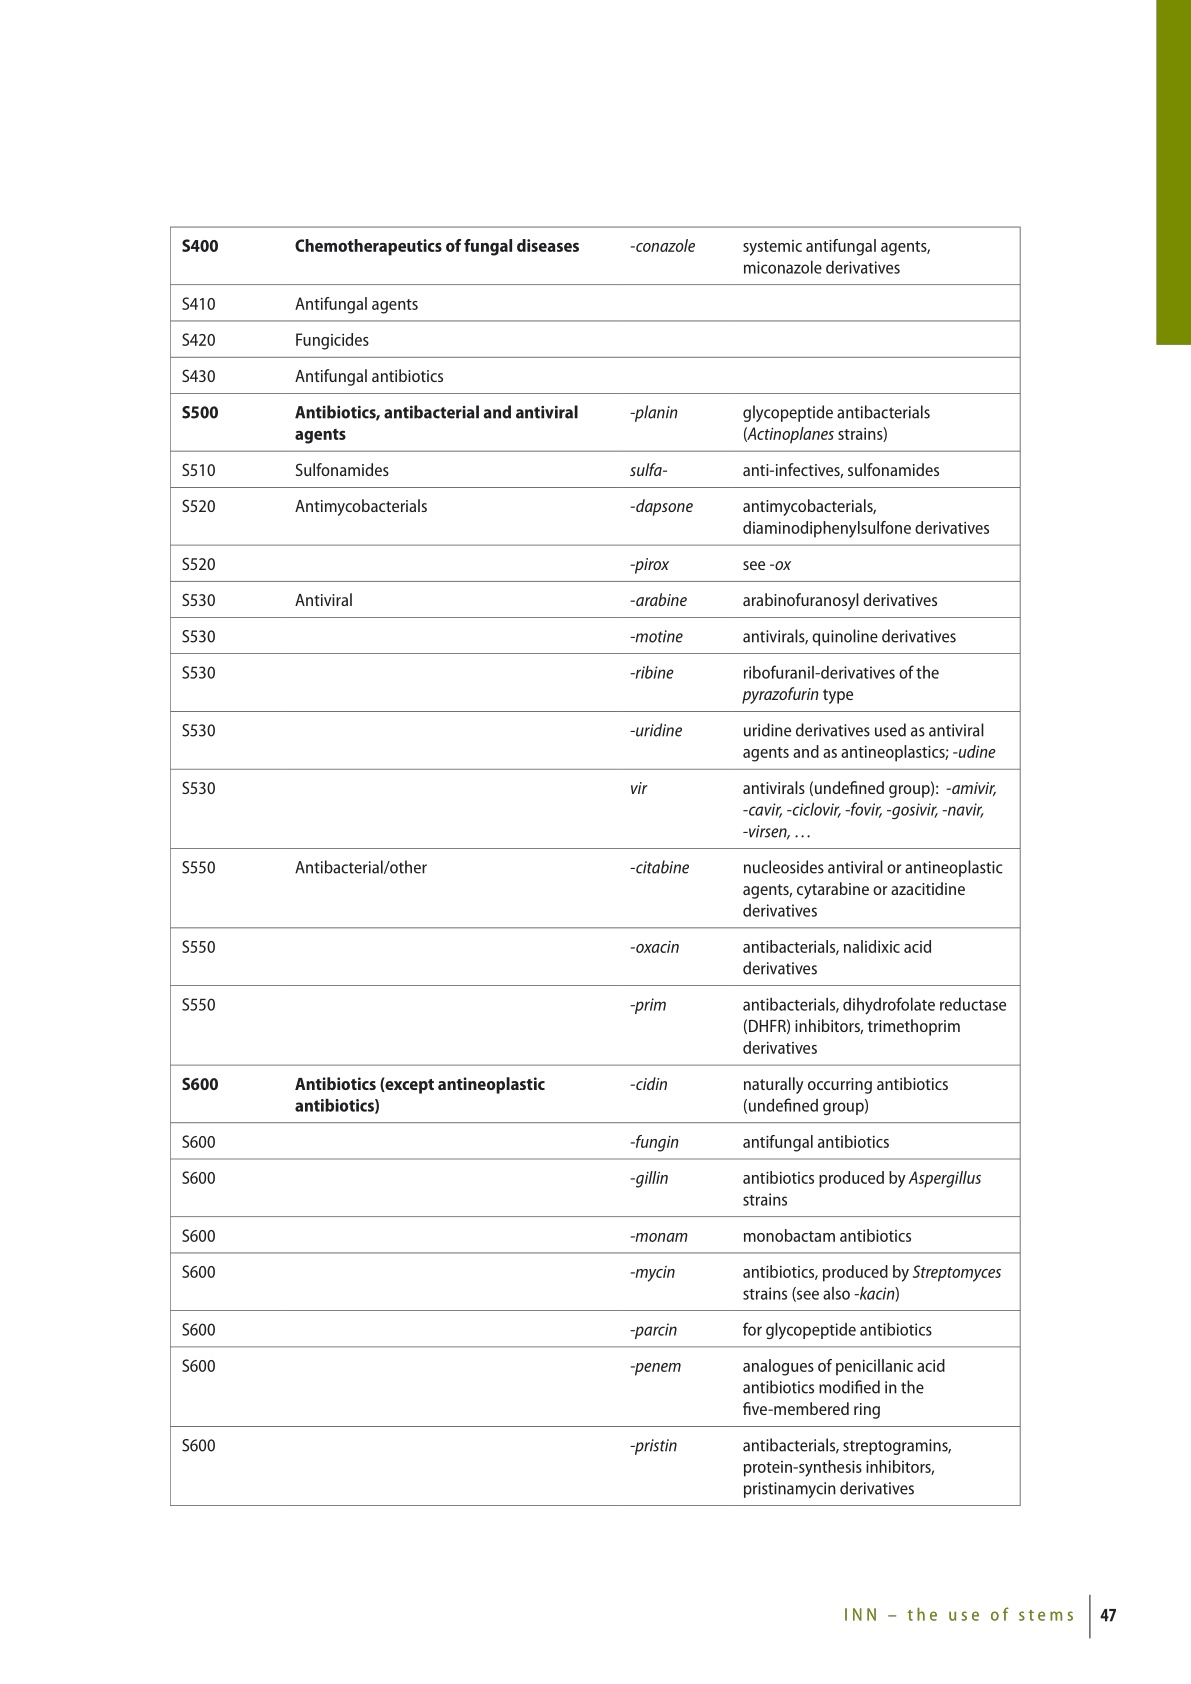 S400 Chemotherapeutics of fungal diseases -conazole systemic antifungal agents,
miconazole derivatives
S410 Antifungal agents
S420 Fungicides
S430 Antifungal antibiotics
S500 Antibiotics, antibacterial and antiviral -planin glycopeptide antibacterials
agents (Actinoplanes strains)
S510 Sulfonamides sulfa- anti-infectives, sulfonamides
S520 Antimycobacterials -dapsone antimycobacterials,
diaminodiphenylsulfone derivatives
S520 -pirox see -ox
S530 Antiviral -arabine arabinofuranosyl derivatives
S530 -motine antivirals, quinoline derivatives
S530 -ribine ribofuranil-derivatives of the
pyrazofurin type
S530 -uridine uridine derivatives used as antiviral
agents and as antineoplastics; -udine
S530 vir antivirals (undefined group): -amivir,
-cavir, -ciclovir, -fovir, -gosivir, -navir,
-virsen, …
S550 Antibacterial/other -citabine nucleosides antiviral or antineoplastic
agents, cytarabine or azacitidine
derivatives
S550 -oxacin antibacterials, nalidixic acid
derivatives
S550 -prim antibacterials, dihydrofolate reductase
(DHFR) inhibitors, trimethoprim
derivatives
S600 Antibiotics (except antineoplastic -cidin naturally occurring antibiotics
antibiotics) (undefined group)
S600 -fungin antifungal antibiotics
S600 -gillin antibiotics produced by Aspergillus
strains
S600 -monam monobactam antibiotics
S600 -mycin antibiotics, produced by Streptomyces
strains (see also -kacin)
S600 -parcin for glycopeptide antibiotics
S600 -penem analogues of penicillanic acid
antibiotics modified in the
five-membered ring
S600 -pristin antibacterials, streptogramins,
protein-synthesis inhibitors,
pristinamycin derivatives
INN – the use of stems 47